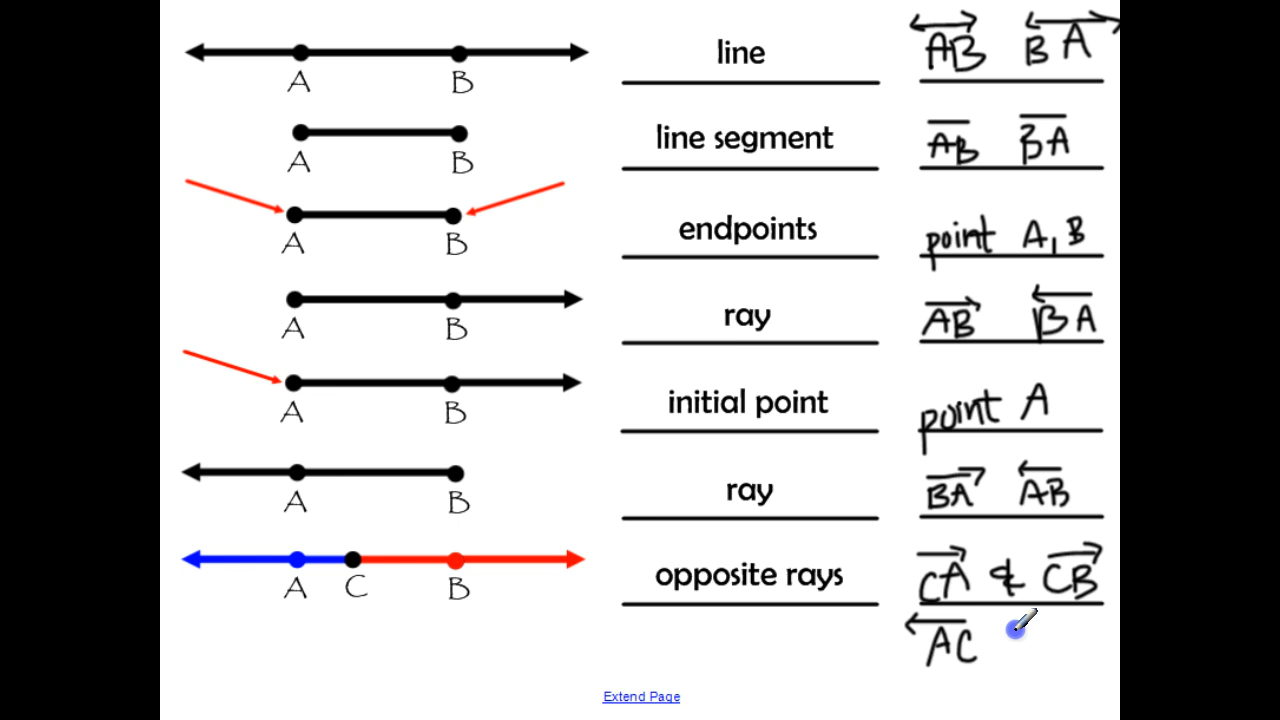 line AB BA
A B
line segment AB BA
A B
endpoints point A, B
A B
ray AB BA
A B
initial point point A
A B
ray BA AB
A B
opposite rays CA & CB
A C B
AC
Extend Page